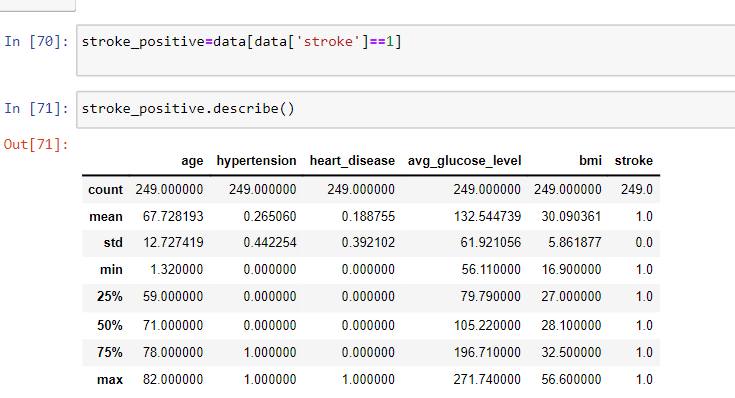 In [70]: stroke_positive=data[data['stroke']==1]
In [71]: stroke_positive.describe()
Out[71]:
age hypertension heart_disease avg_glucose_level bmi stroke
count 249.000000 249.000000 249.000000 249.000000 249.000000 249.0
mean 67.728193 0.265060 0.188755 132.544739 30.090361 1.0
std 12.727419 0.442254 0.392102 61.921056 5.861877 0.0
min 1.320000 0.000000 0.000000 56.110000 16.900000 1.0
25% 59.000000 0.000000 0.000000 79.790000 27.000000 1.0
50% 71.000000 0.000000 0.000000 105.220000 28.100000 1.0
75% 78.000000 1.000000 0.000000 196.710000 32.500000 1.0
max 82.000000 1.000000 1.000000 271.740000 56.600000 1.0